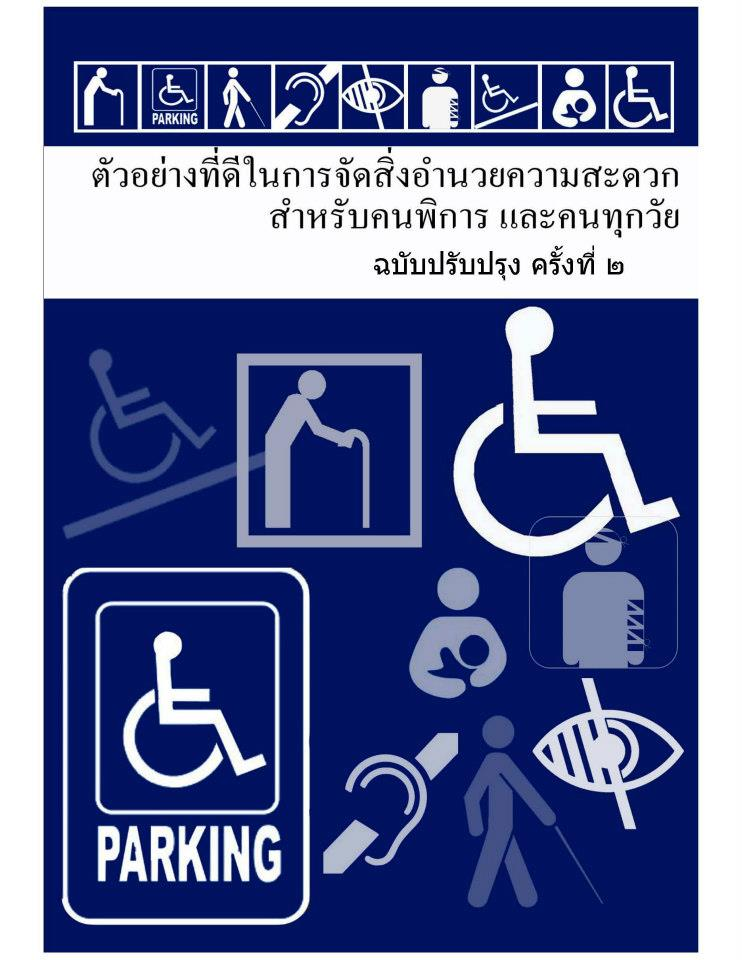 PARKING
ตัวอย่างที่ดีในการจัดสิ่งอำนวยความสะดวก
สำหรับคนพิการ และคนทุกวัย
ฉบับปรับปรุง ครั้งที่ ๒
PARKING